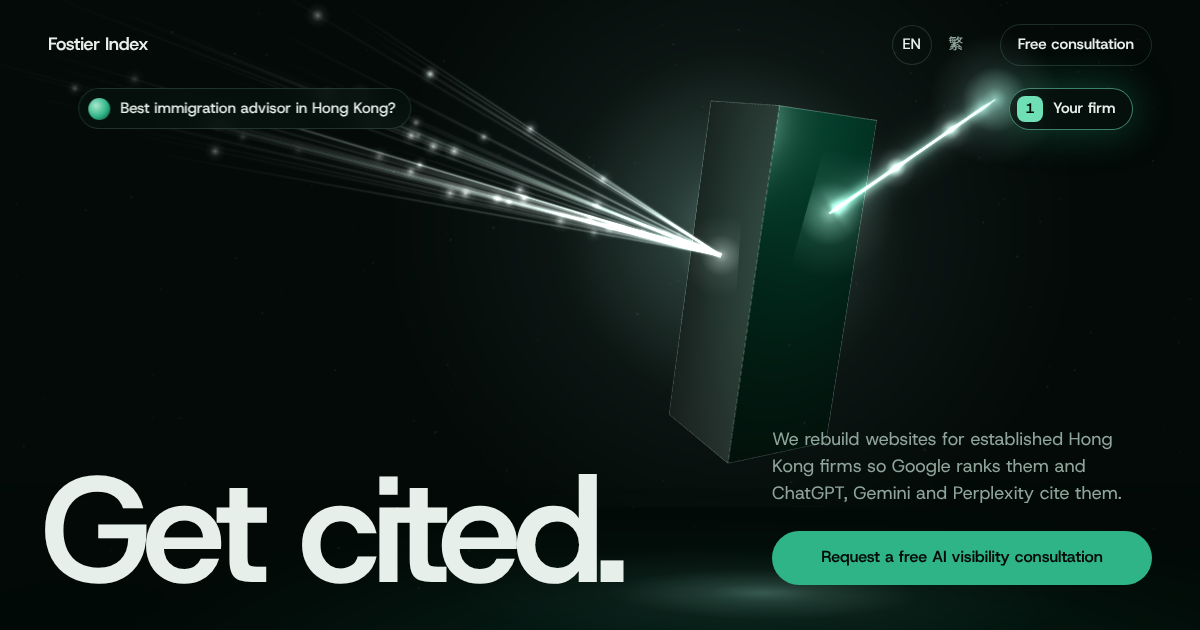 Fostier Index
EN
繁
Free consultation
Best immigration advisor in Hong Kong?
1 Your firm
We rebuild websites for established Hong
Kong firms so Google ranks them and
ChatGPT, Gemini and Perplexity cite them.
Get cited.
Request a free AI visibility consultation